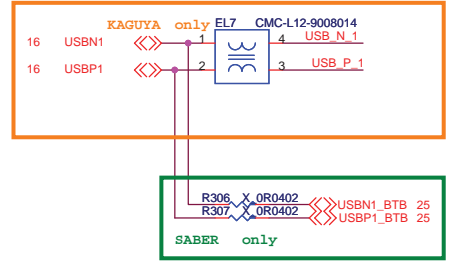 KAGUYA only EL7 CMC-L12-9008014
16 USBN1 1 4 USB_N_1
16 USBP1 2 3 USB_P_1
R306 X 0R0402 USBN1_BTB 25
R307 X 0R0402 USBP1_BTB 25
SABER only